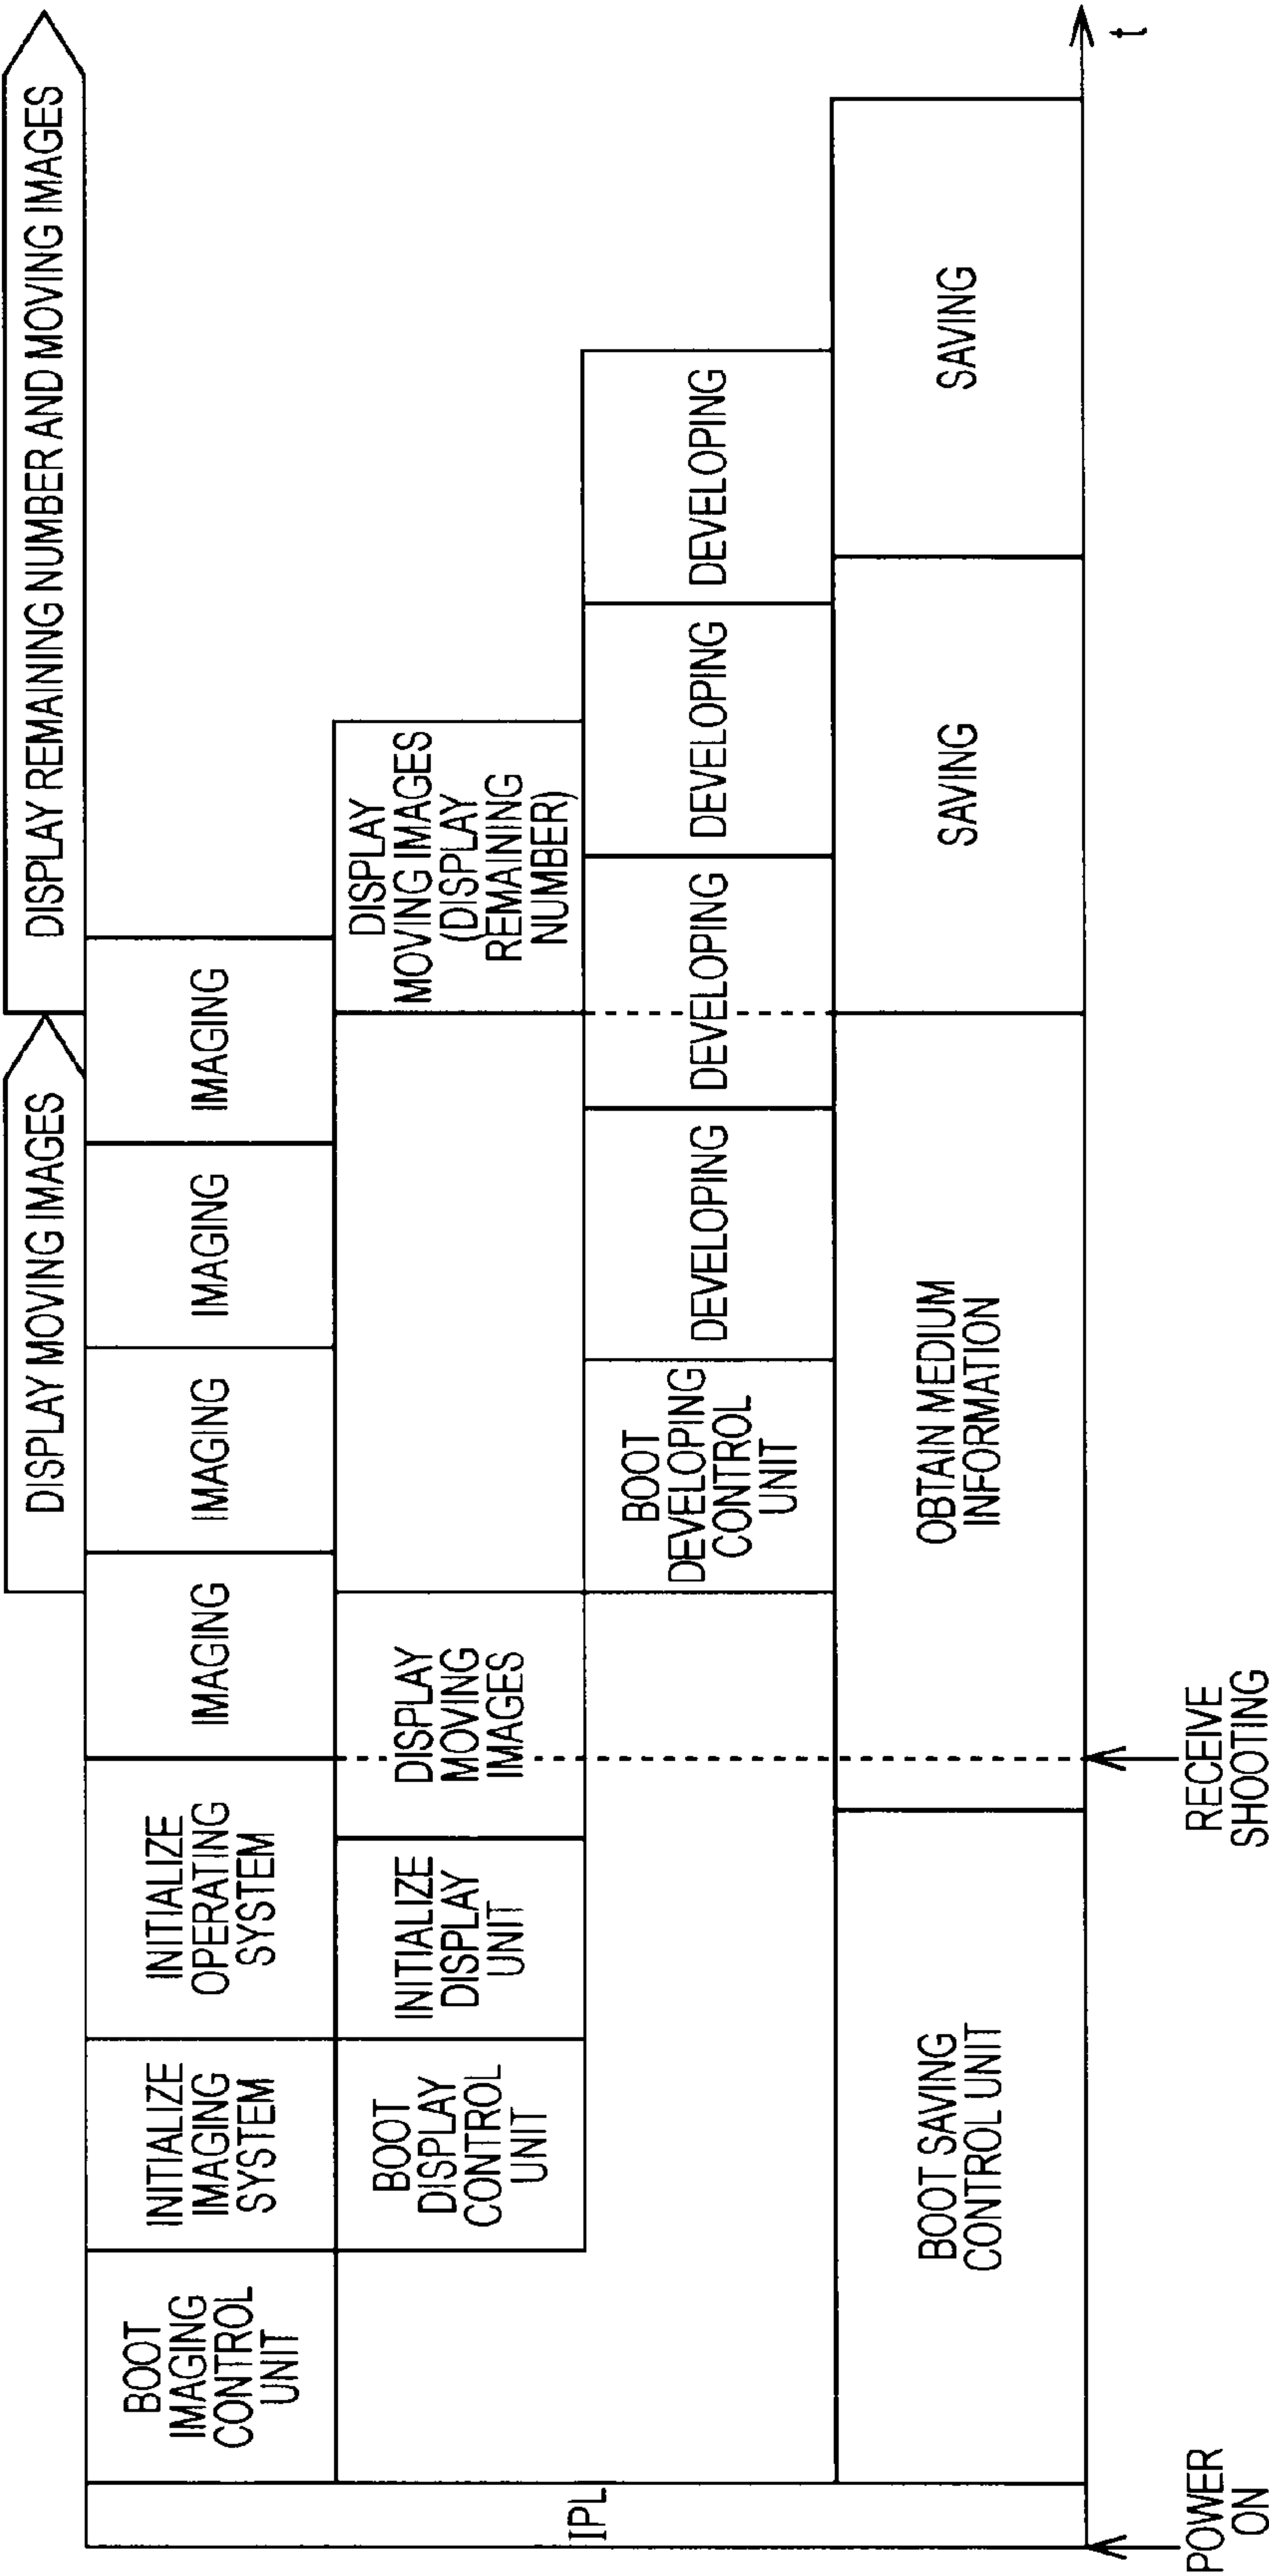 DISPLAY MOVING IMAGES
DISPLAY REMAINING NUMBER AND MOVING IMAGES
IPL
BOOT
IMAGING
CONTROL
UNIT
INITIALIZE
IMAGING
SYSTEM
INITIALIZE
OPERATING
SYSTEM
IMAGING
IMAGING
IMAGING
IMAGING
BOOT
DISPLAY
CONTROL
UNIT
INITIALIZE
DISPLAY
UNIT
DISPLAY
MOVING
IMAGES
DISPLAY
MOVING IMAGES
(DISPLAY
REMAINING
NUMBER)
BOOT
DEVELOPING
CONTROL
UNIT
DEVELOPING
DEVELOPING
DEVELOPING
DEVELOPING
BOOT SAVING
CONTROL UNIT
OBTAIN MEDIUM
INFORMATION
SAVING
SAVING
t
POWER
ON
RECEIVE
SHOOTING